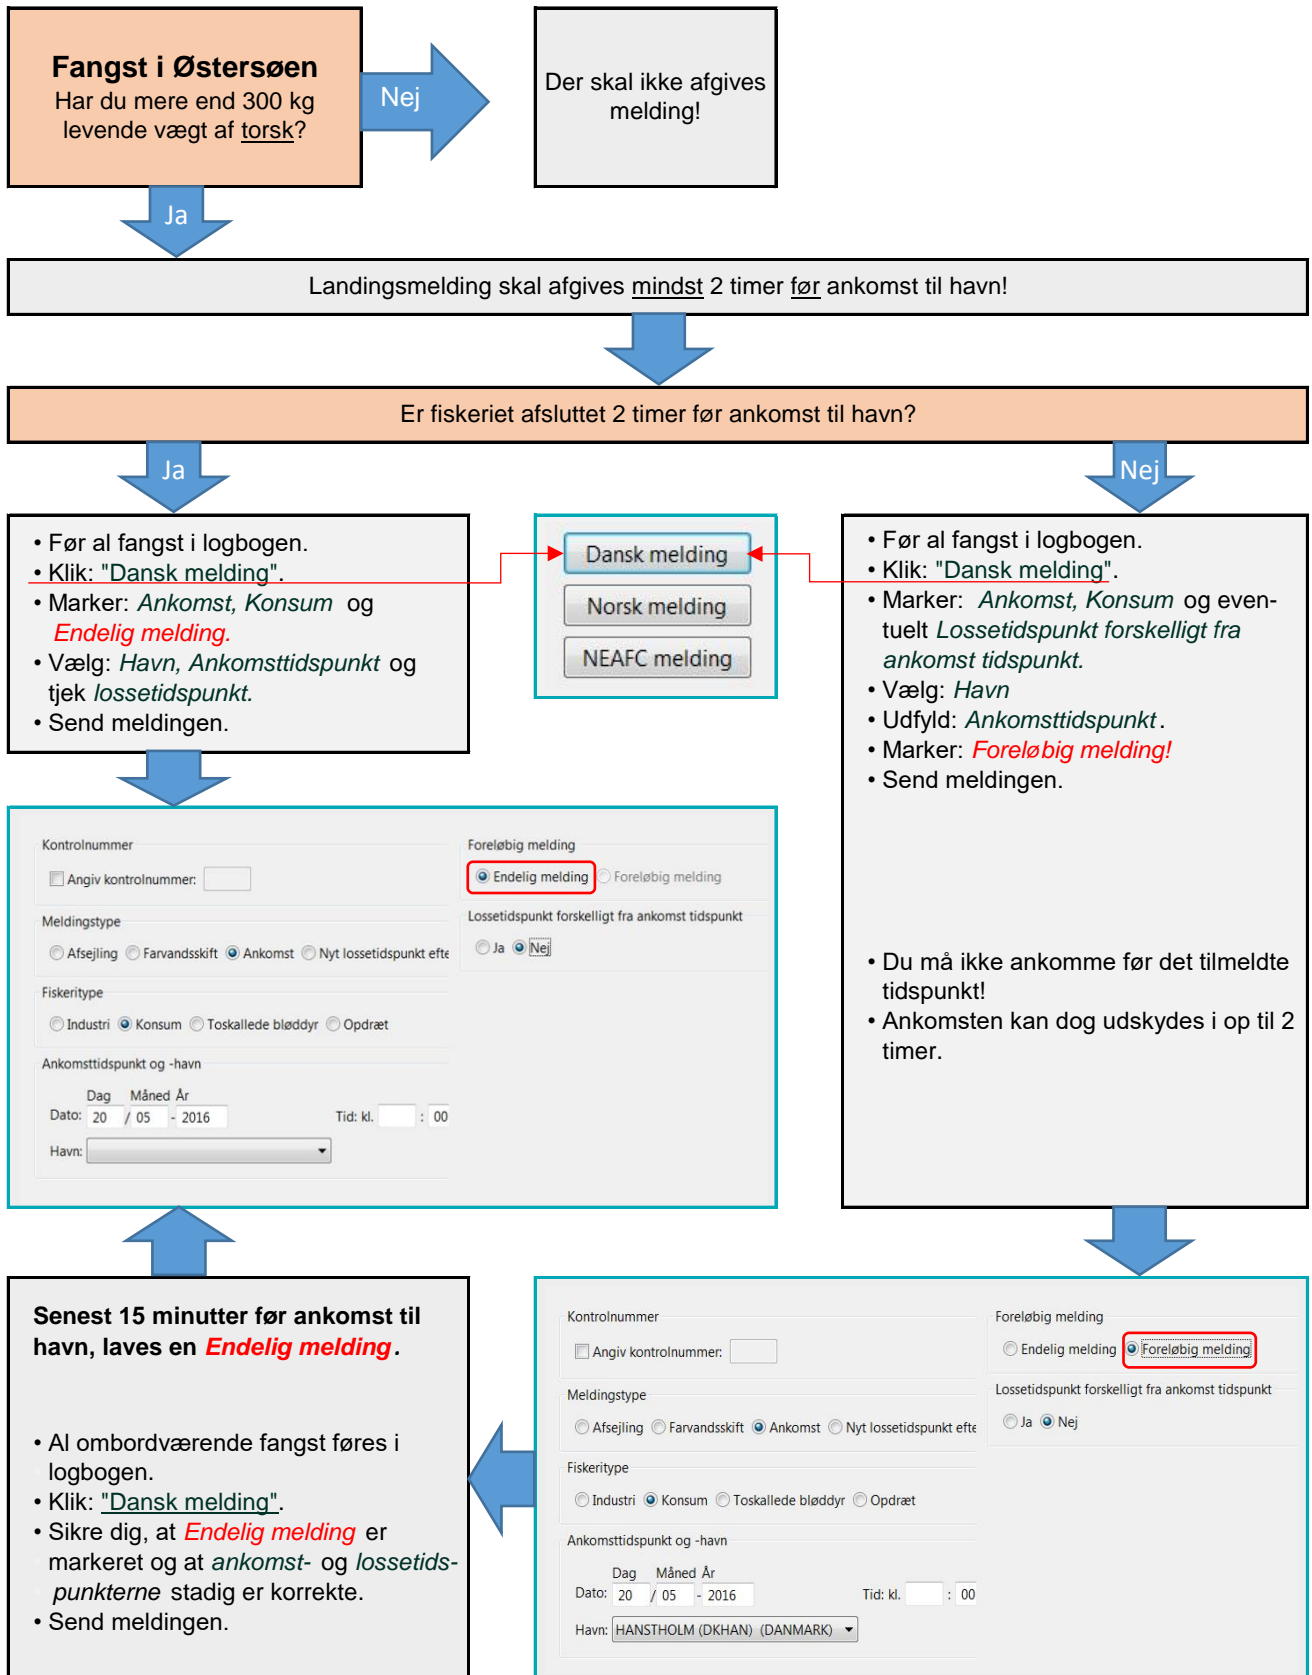 Fangst i Østersøen
Har du mere end 300 kg
levende vægt af torsk?
Nej
Der skal ikke afgives
melding!
Ja
Landingsmelding skal afgives mindst 2 timer før ankomst til havn!
Er fiskeriet afsluttet 2 timer før ankomst til havn?
Ja
Nej
• Før al fangst i logbogen.
• Klik: "Dansk melding".
• Marker: Ankomst, Konsum og
Endelig melding.
• Vælg: Havn, Ankomsttidspunkt og
tjek lossetidspunkt.
• Send meldingen.
Dansk melding
Norsk melding
NEAFC melding
• Før al fangst i logbogen.
• Klik: "Dansk melding".
• Marker: Ankomst, Konsum og even-
tuelt Lossetidspunkt forskelligt fra
ankomst tidspunkt.
• Vælg: Havn
• Udfyld: Ankomsttidspunkt.
• Marker: Foreløbig melding!
• Send meldingen.
• Du må ikke ankomme før det tilmeldte
tidspunkt!
• Ankomsten kan dog udskydes i op til 2
timer.
Kontrolnummer
Angiv kontrolnummer:
Meldingstype
Afsejling Farvandsskift Ankomst Nyt lossetidspunkt efte
Fiskeritype
Industri Konsum Toskallede bløddyr Opdræt
Ankomsttidspunkt og -havn
Dag Måned År
Dato: 20 / 05 - 2016 Tid: kl. : 00
Havn:
Foreløbig melding
Endelig melding Foreløbig melding
Lossetidspunkt forskelligt fra ankomst tidspunkt
Ja Nej
Senest 15 minutter før ankomst til
havn, laves en Endelig melding.
• Al ombordværende fangst føres i
logbogen.
• Klik: "Dansk melding".
• Sikre dig, at Endelig melding er
markeret og at ankomst- og lossetids-
punkterne stadig er korrekte.
• Send meldingen.
Kontrolnummer
Angiv kontrolnummer:
Meldingstype
Afsejling Farvandsskift Ankomst Nyt lossetidspunkt efte
Fiskeritype
Industri Konsum Toskallede bløddyr Opdræt
Ankomsttidspunkt og -havn
Dag Måned År
Dato: 20 / 05 - 2016 Tid: kl. : 00
Havn: HANSTHOLM (DKHAN) (DANMARK)
Foreløbig melding
Endelig melding Foreløbig melding
Lossetidspunkt forskelligt fra ankomst tidspunkt
Ja Nej